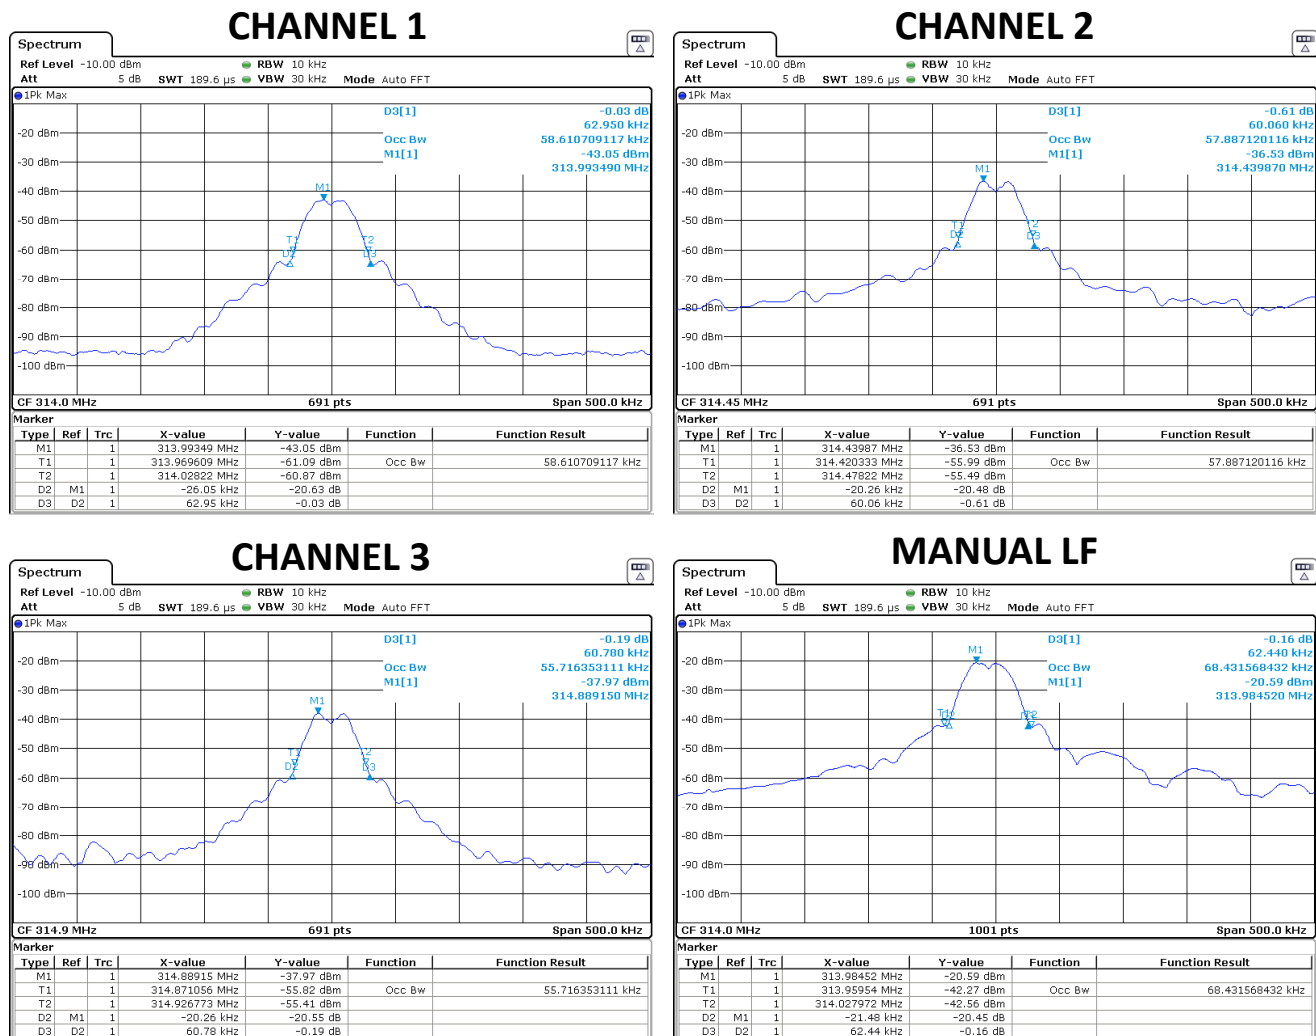 CHANNEL 1
Spectrum
Ref Level -10.00 dBm RBW 10 kHz
Att 5 dB SWT 189.6 µs VBW 30 kHz Mode Auto FFT
1Pk Max
D3[1] -0.03 dB
62.950 kHz
-20 dBm
Occ Bw 58.610709117 kHz
M1[1] -43.05 dBm
-30 dBm
313.993490 MHz
M1
-40 dBm
-50 dBm
T1 T2
-60 dBm
D2 D3
-70 dBm
-80 dBm
-90 dBm
-100 dBm
CF 314.0 MHz 691 pts Span 500.0 kHz
Marker
Type Ref Trc X-value Y-value Function Function Result
M1 1 313.99349 MHz -43.05 dBm
T1 1 313.969609 MHz -61.09 dBm Occ Bw 58.610709117 kHz
T2 1 314.02822 MHz -60.87 dBm
D2 M1 1 -26.05 kHz -20.63 dB
D3 D2 1 62.95 kHz -0.03 dB
CHANNEL 2
Spectrum
Ref Level -10.00 dBm RBW 10 kHz
Att 5 dB SWT 189.6 µs VBW 30 kHz Mode Auto FFT
1Pk Max
D3[1] -0.61 dB
60.060 kHz
-20 dBm
Occ Bw 57.887120116 kHz
M1[1] -36.53 dBm
-30 dBm
314.439870 MHz
M1
-40 dBm
-50 dBm
T1 T2
D2 D3
-60 dBm
-70 dBm
-80 dBm
-90 dBm
-100 dBm
CF 314.45 MHz 691 pts Span 500.0 kHz
Marker
Type Ref Trc X-value Y-value Function Function Result
M1 1 314.43987 MHz -36.53 dBm
T1 1 314.420333 MHz -55.99 dBm Occ Bw 57.887120116 kHz
T2 1 314.47822 MHz -55.49 dBm
D2 M1 1 -20.26 kHz -20.48 dB
D3 D2 1 60.06 kHz -0.61 dB
CHANNEL 3
Spectrum
Ref Level -10.00 dBm RBW 10 kHz
Att 5 dB SWT 189.6 µs VBW 30 kHz Mode Auto FFT
1Pk Max
D3[1] -0.19 dB
60.780 kHz
-20 dBm
Occ Bw 55.716353111 kHz
M1[1] -37.97 dBm
-30 dBm
314.889150 MHz
M1
-40 dBm
-50 dBm
T1 T2
D2 D3
-60 dBm
-70 dBm
-80 dBm
-90 dBm
-100 dBm
CF 314.9 MHz 691 pts Span 500.0 kHz
Marker
Type Ref Trc X-value Y-value Function Function Result
M1 1 314.88915 MHz -37.97 dBm
T1 1 314.871056 MHz -55.82 dBm Occ Bw 55.716353111 kHz
T2 1 314.926773 MHz -55.41 dBm
D2 M1 1 -20.26 kHz -20.55 dB
D3 D2 1 60.78 kHz -0.19 dB
MANUAL LF
Spectrum
Ref Level -10.00 dBm RBW 10 kHz
Att 5 dB SWT 189.6 µs VBW 30 kHz Mode Auto FFT
1Pk Max
D3[1] -0.16 dB
62.440 kHz
M1
-20 dBm
Occ Bw 68.431568432 kHz
M1[1] -20.59 dBm
-30 dBm
313.984520 MHz
-40 dBm
-50 dBm
-60 dBm
-70 dBm
-80 dBm
-90 dBm
-100 dBm
CF 314.0 MHz 1001 pts Span 500.0 kHz
Marker
Type Ref Trc X-value Y-value Function Function Result
M1 1 313.98452 MHz -20.59 dBm
T1 1 313.95954 MHz -42.27 dBm Occ Bw 68.431568432 kHz
T2 1 314.027972 MHz -42.56 dBm
D2 M1 1 -21.48 kHz -20.45 dB
D3 D2 1 62.44 kHz -0.16 dB